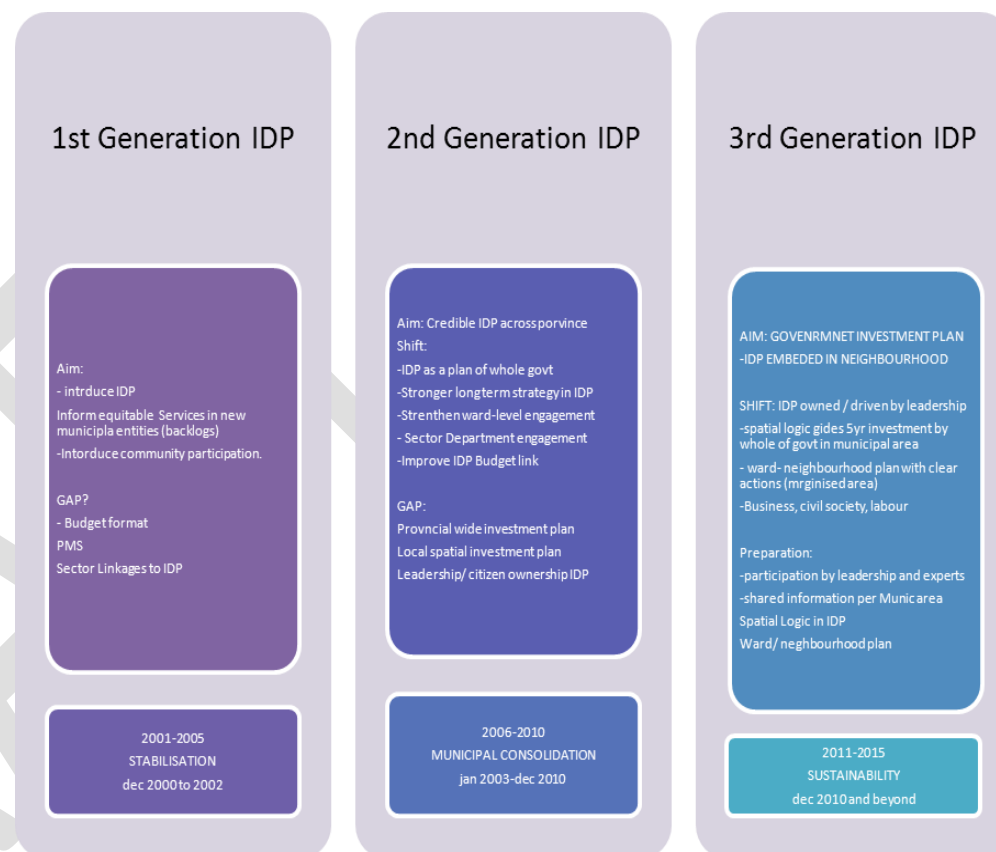 1st Generation IDP
Aim:
- intrduce IDP
Inform equitable Services in new
municipla entities (backlogs)
-Intorduce community participation.
GAP?
- Budget format
PMS
Sector Linkages to IDP
2001-2005
STABILISATION
dec 2000 to 2002
2nd Generation IDP
Aim: Credible IDP across porvince
Shift:
-IDP as a plan of whole govt
-Stronger long term strategy in IDP
-Strenthen ward-level engagement
- Sector Department engagement
-Improve IDP Budget link
GAP:
Provncial wide investment plan
Local spatial investment plan
Leadership/ citizen ownership IDP
2006-2010
MUNICIPAL CONSOLIDATION
jan 2003-dec 2010
3rd Generation IDP
AIM: GOVENRMNET INVESTMENT PLAN
-IDP EMBEDED IN NEIGHBOURHOOD
SHIFT: IDP owned / driven by leadership
-spatial logic gides 5yr investment by
whole of govt in municipal area
- ward- neighbourhood plan with clear
actions (mrginised area)
-Business, civil society, labour
Preparation:
-participation by leadership and experts
-shared information per Munic area
Spatial Logic in IDP
Ward/ neghbourhood plan
2011-2015
SUSTAINABILITY
dec 2010 and beyond